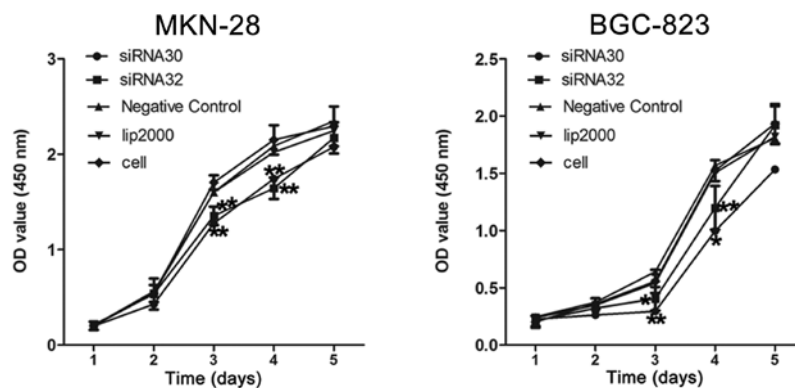 MKN-28
siRNA30
siRNA32
Negative Control
lip2000
cell
OD value (450 nm)
3
2
1
0
**
**
**
**
1 2 3 4 5
Time (days)
BGC-823
siRNA30
siRNA32
Negative Control
lip2000
cell
OD value (450 nm)
2.5
2.0
1.5
1.0
0.5
0.0
*
**
**
*
1 2 3 4 5
Time (days)